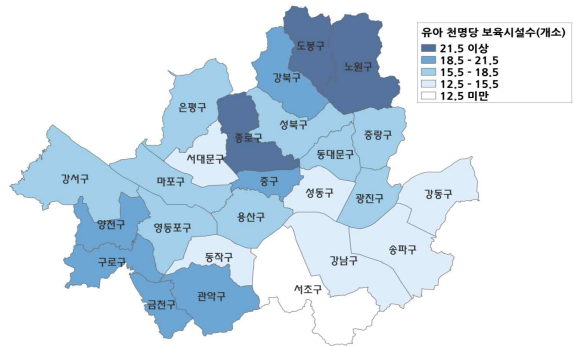 유아 천명당 보육시설수(개소)
21.5 이상
18.5 - 21.5
15.5 - 18.5
12.5 - 15.5
12.5 미만
도봉구
노원구
강북구
은평구
성북구
종로구
중랑구
서대문구
동대문구
강서구
마포구
중구
성동구
광진구
강동구
양천구
영등포구
용산구
동작구
강남구
송파구
구로구
서초구
금천구
관악구